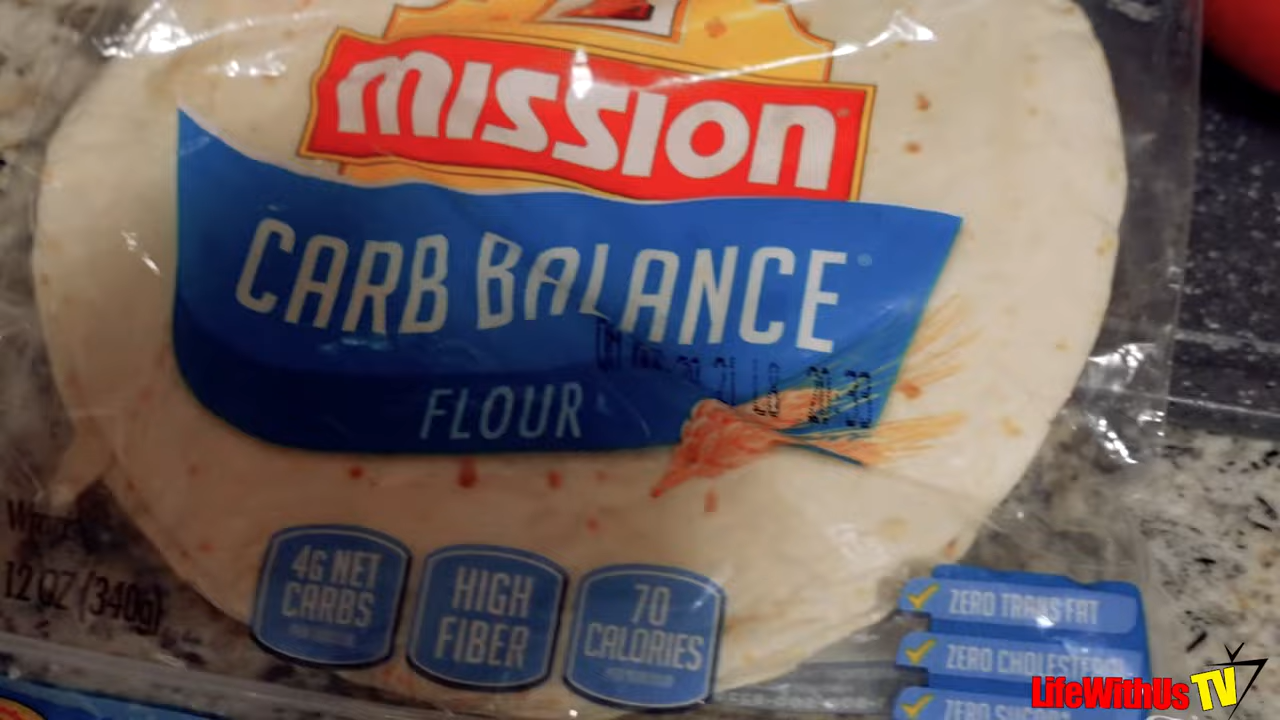 mission®
CARB BALANCE®
FLOUR
4G NET
CARBS
HIGH
FIBER
70
CALORIES
12 OZ (340g)
ZERO TRANS FAT
ZERO CHOLESTEROL
ZERO
LifeWithUs TV